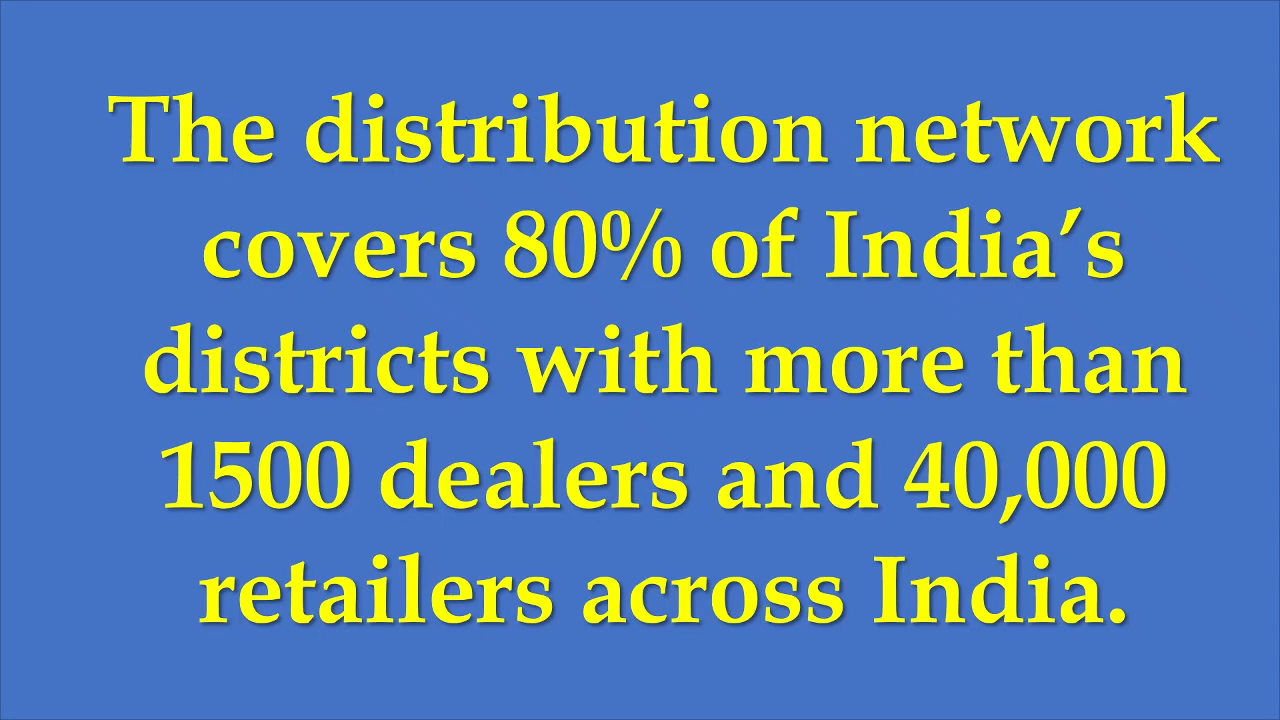 The distribution network
covers 80% of India’s
districts with more than
1500 dealers and 40,000
retailers across India.